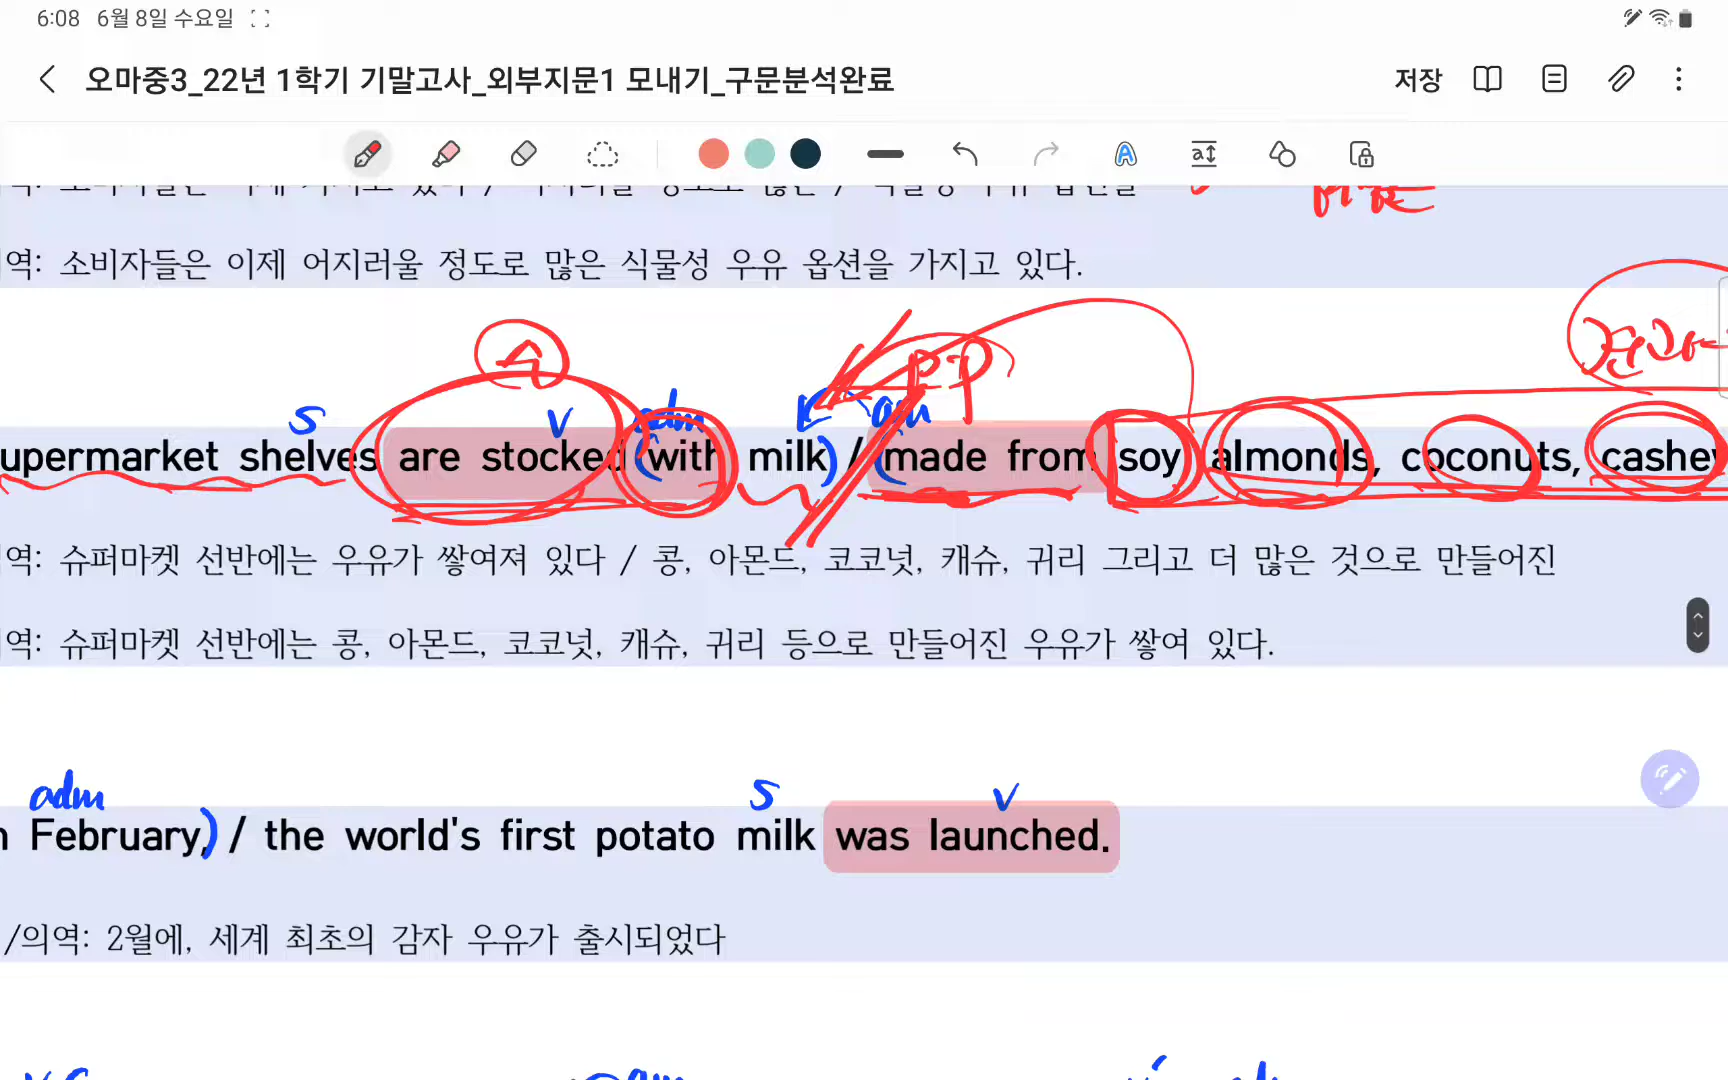 6:08 6월 8일 수요일
오마중3_22년 1학기 기말고사_외부지문1 모내기_구문분석완료
저장
역: 소비자들은 이제 어지러울 정도로 많은 식물성 우유 옵션을 가지고 있다.
수 pp
s v adm adm
upermarket shelves are stocked (with milk) / (made from soy, almonds, coconuts, cashew
역: 슈퍼마켓 선반에는 우유가 쌓여져 있다 / 콩, 아몬드, 코코넛, 캐슈, 귀리 그리고 더 많은 것으로 만들어진
역: 슈퍼마켓 선반에는 콩, 아몬드, 코코넛, 캐슈, 귀리 등으로 만들어진 우유가 쌓여 있다.
adm s v
n February,) / the world's first potato milk was launched.
/의역: 2월에, 세계 최초의 감자 우유가 출시되었다